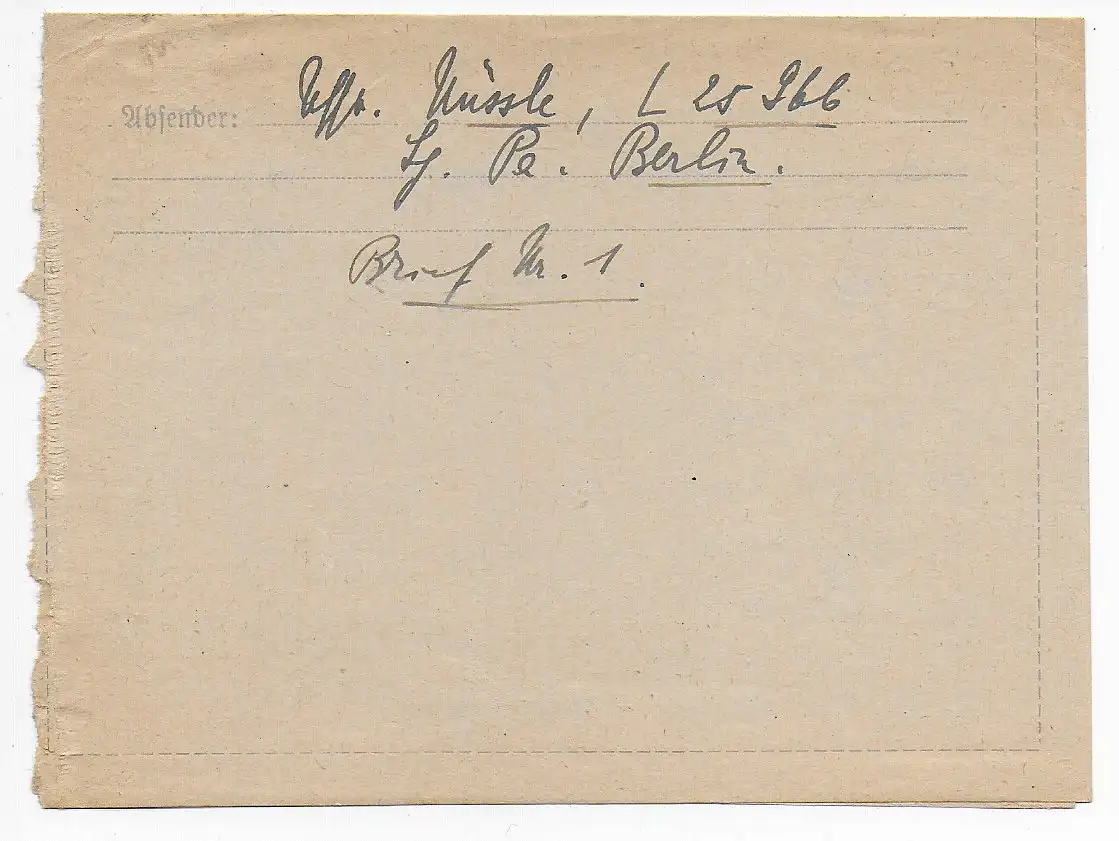 Absender: Uffz. Nüssle, L 25 366
Lg. Pa. Berlin.
Brief Nr. 1.